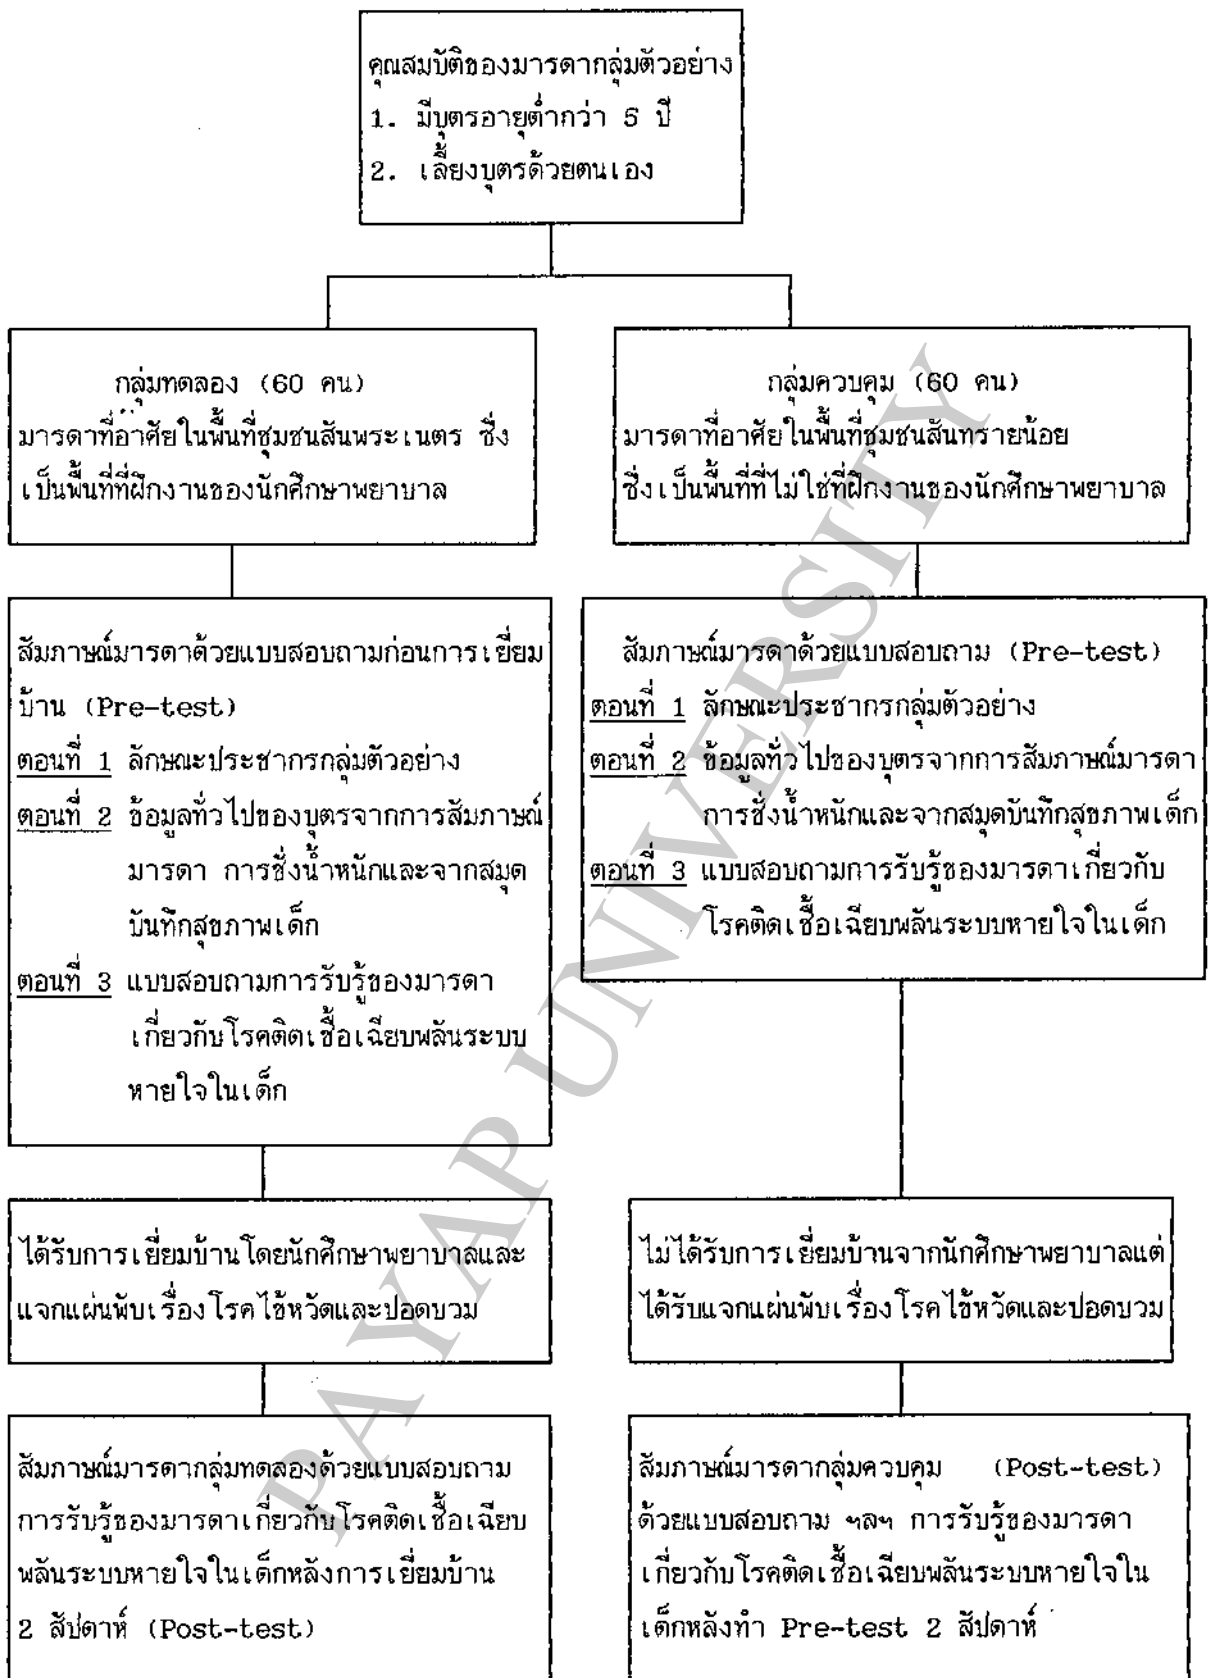 คุณสมบัติของมารดากลุ่มตัวอย่าง
1. มีบุตรอายุต่ำกว่า 5 ปี
2. เลี้ยงบุตรด้วยตนเอง
กลุ่มทดลอง (60 คน)
มารดาที่อาศัยในพื้นที่ชุมชนสันพระเนตร ซึ่ง
เป็นพื้นที่ที่ฝึกงานของนักศึกษาพยาบาล
กลุ่มควบคุม (60 คน)
มารดาที่อาศัยในพื้นที่ชุมชนสันทรายน้อย
ซึ่งเป็นพื้นที่ที่ไม่ใช่ที่ฝึกงานของนักศึกษาพยาบาล
สัมภาษณ์มารดาด้วยแบบสอบถามก่อนการเยี่ยม
บ้าน (Pre-test)
ตอนที่ 1 ลักษณะประชากรกลุ่มตัวอย่าง
ตอนที่ 2 ข้อมูลทั่วไปของบุตรจากการสัมภาษณ์
มารดา การชั่งน้ำหนักและจากสมุด
บันทึกสุขภาพเด็ก
ตอนที่ 3 แบบสอบถามการรับรู้ของมารดา
เกี่ยวกับโรคติดเชื้อเฉียบพลันระบบ
หายใจในเด็ก
สัมภาษณ์มารดาด้วยแบบสอบถาม (Pre-test)
ตอนที่ 1 ลักษณะประชากรกลุ่มตัวอย่าง
ตอนที่ 2 ข้อมูลทั่วไปของบุตรจากการสัมภาษณ์มารดา
การชั่งน้ำหนักและจากสมุดบันทึกสุขภาพเด็ก
ตอนที่ 3 แบบสอบถามการรับรู้ของมารดาเกี่ยวกับ
โรคติดเชื้อเฉียบพลันระบบหายใจในเด็ก
ได้รับการเยี่ยมบ้านโดยนักศึกษาพยาบาลและ
แจกแผ่นพับเรื่องโรคไข้หวัดและปอดบวม
ไม่ได้รับการเยี่ยมบ้านจากนักศึกษาพยาบาลแต่
ได้รับแจกแผ่นพับเรื่องโรคไข้หวัดและปอดบวม
สัมภาษณ์มารดากลุ่มทดลองด้วยแบบสอบถาม
การรับรู้ของมารดาเกี่ยวกับโรคติดเชื้อเฉียบ
พลันระบบหายใจในเด็กหลังการเยี่ยมบ้าน
2 สัปดาห์ (Post-test)
สัมภาษณ์มารดากลุ่มควบคุม (Post-test)
ด้วยแบบสอบถาม ฯลฯ การรับรู้ของมารดา
เกี่ยวกับโรคติดเชื้อเฉียบพลันระบบหายใจใน
เด็กหลังทำ Pre-test 2 สัปดาห์
PAYAP UNIVERSITY